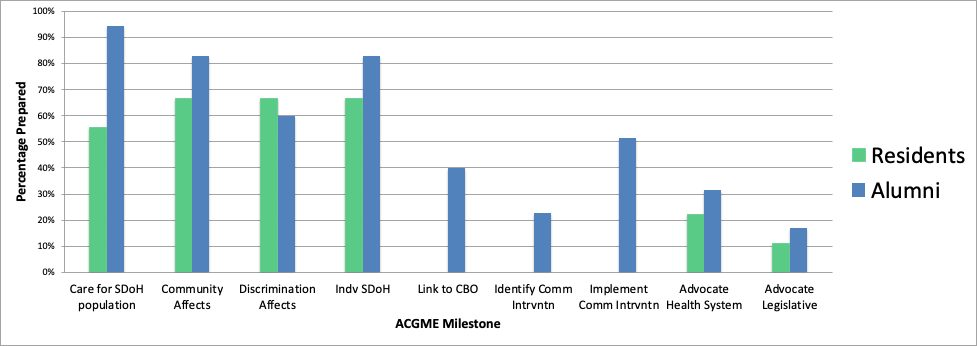 100%
90%
80%
70%
60%
50%
40%
30%
20%
10%
0%
Percentage Prepared
Care for SDoH
population
Community
Affects
Discrimination
Affects
Indv SDoH
Link to CBO
Identify Comm
Intrvntn
Implement
Comm Intrvntn
Advocate
Health System
Advocate
Legislative
ACGME Milestone
Residents
Alumni